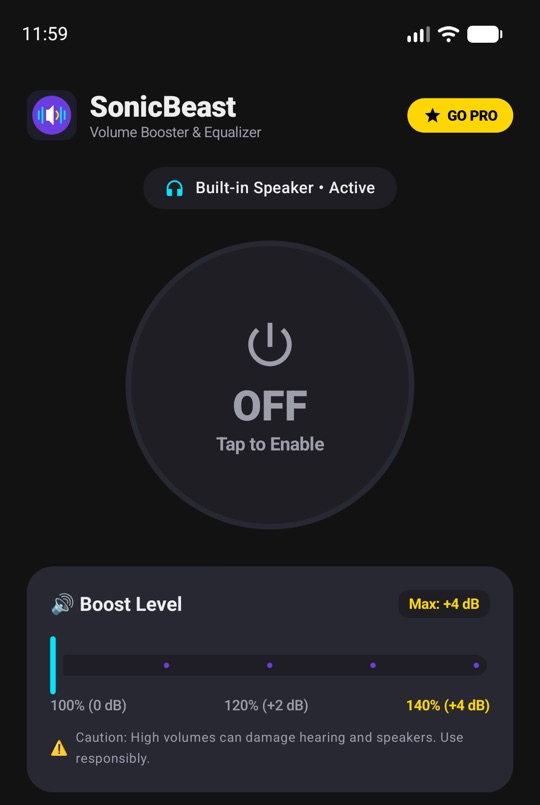 11:59
SonicBeast
Volume Booster & Equalizer
★ GO PRO
Built-in Speaker • Active
OFF
Tap to Enable
🔊 Boost Level
Max: +4 dB
100% (0 dB) 120% (+2 dB) 140% (+4 dB)
⚠️ Caution: High volumes can damage hearing and speakers. Use
responsibly.